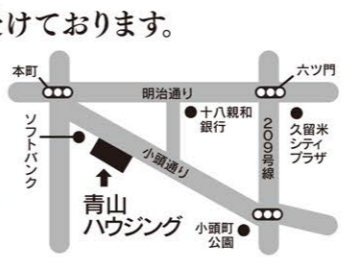 けております。
本町
六ツ門
明治通り
十八親和
銀行
ソフトバンク
209号線
久留米
シティ
プラザ
小頭通り
青山
ハウジング
小頭町
公園